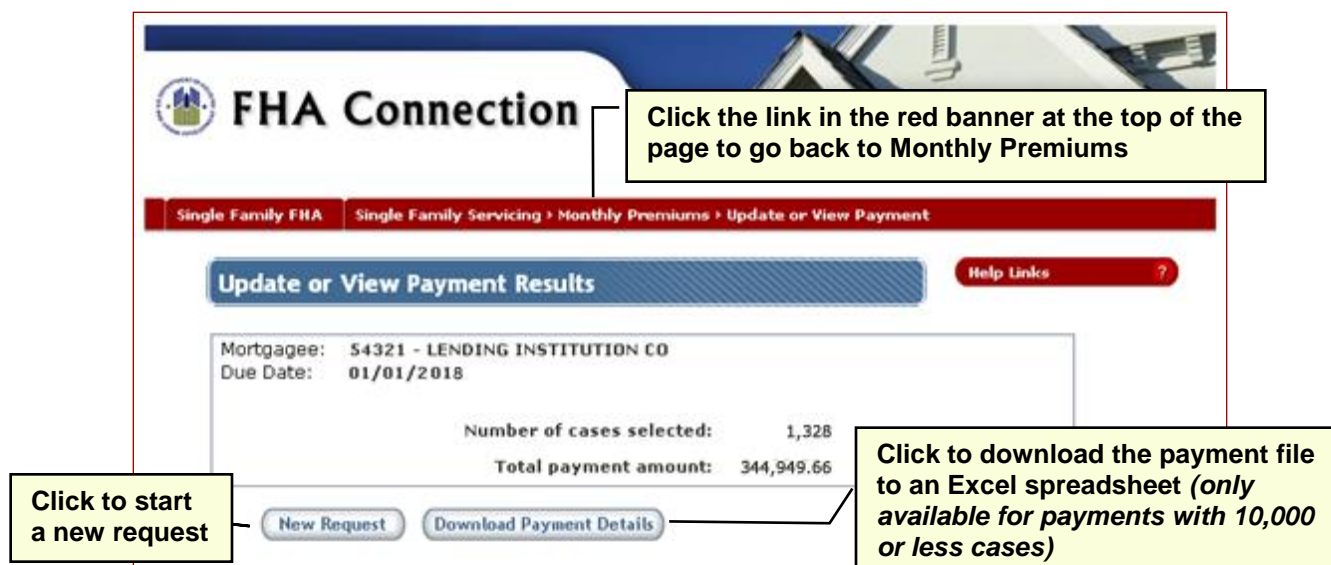 FHA Connection
Click the link in the red banner at the top of the
page to go back to Monthly Premiums
Single Family FHA Single Family Servicing › Monthly Premiums › Update or View Payment
Update or View Payment Results
Help Links ?
Mortgagee: 54321 - LENDING INSTITUTION CO
Due Date: 01/01/2018
Number of cases selected: 1,328
Total payment amount: 344,949.66
Click to start
a new request
New Request Download Payment Details
Click to download the payment file
to an Excel spreadsheet (only
available for payments with 10,000
or less cases)